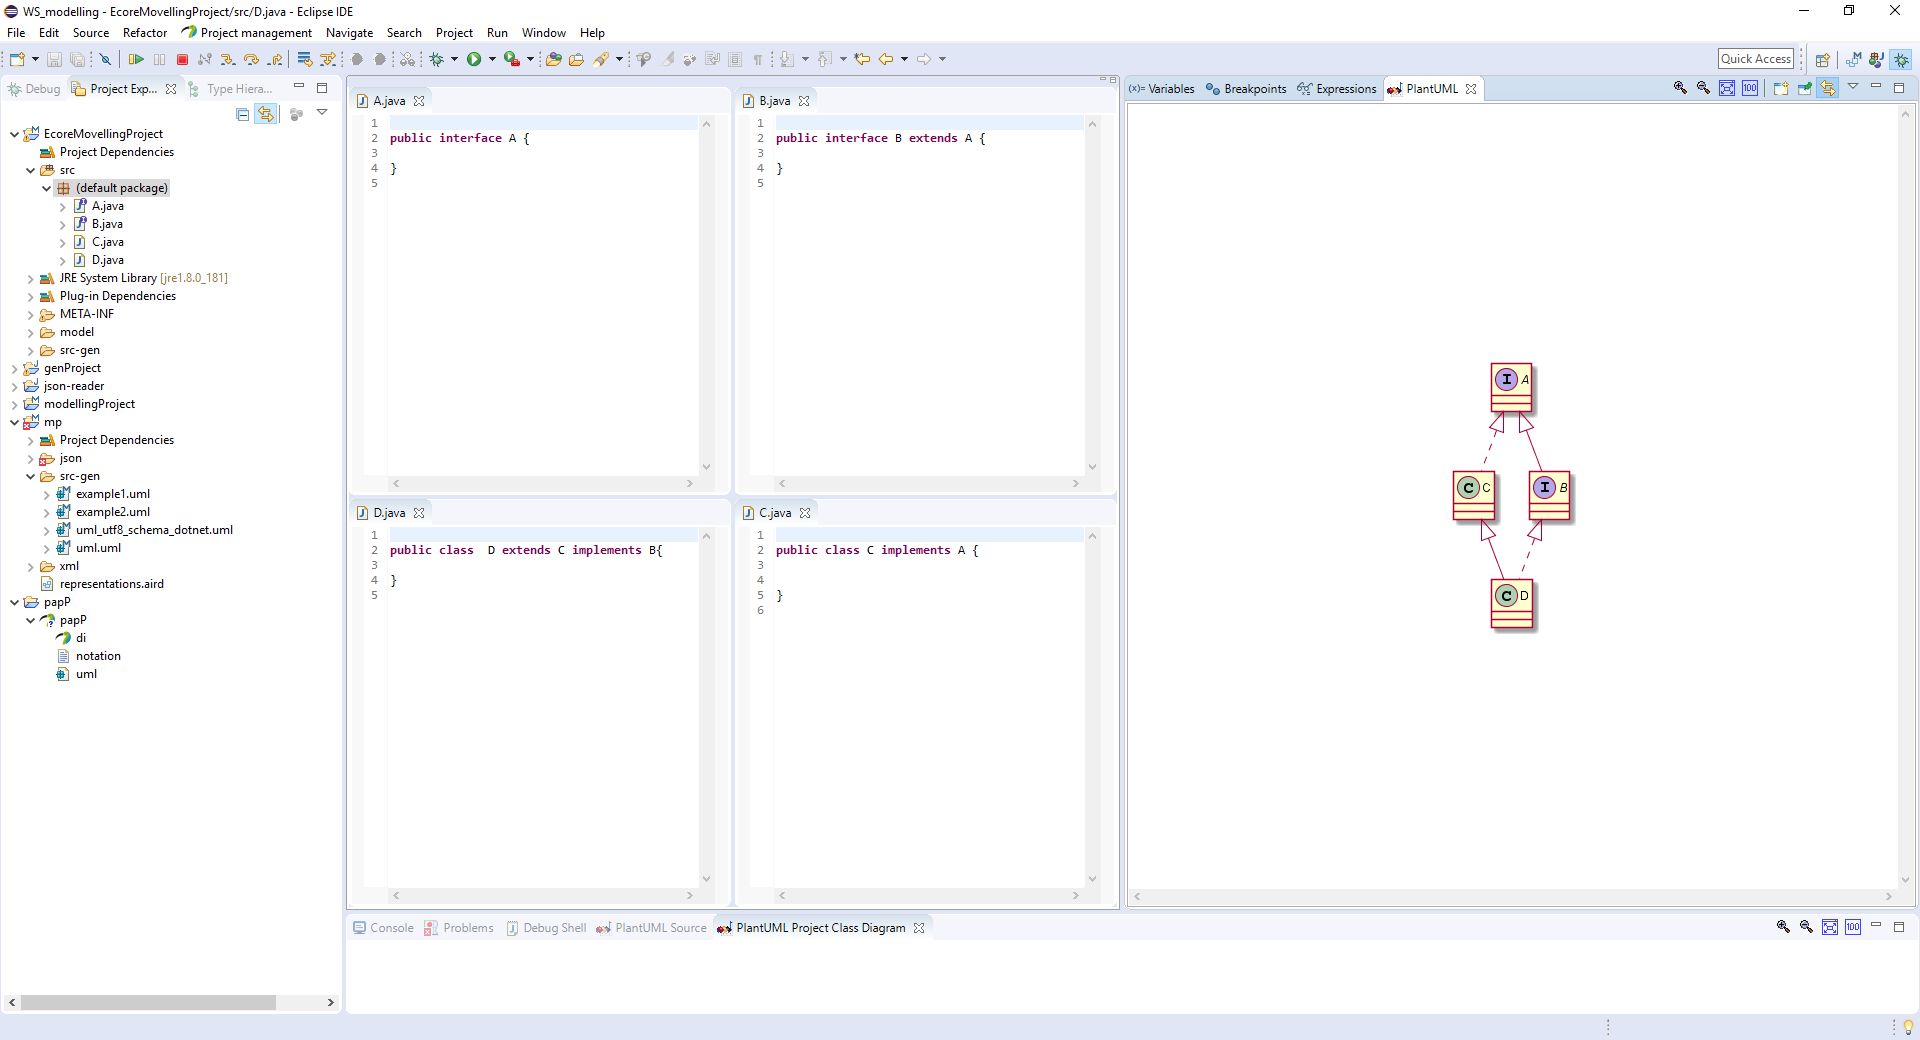 WS_modelling - EcoreMovellingProject/src/D.java - Eclipse IDE
File Edit Source Refactor Project management Navigate Search Project Run Window Help
Quick Access
Debug Project Exp... Type Hiera...
EcoreMovellingProject
Project Dependencies
src
(default package)
A.java
B.java
C.java
D.java
JRE System Library [jre1.8.0_181]
Plug-in Dependencies
META-INF
model
src-gen
genProject
json-reader
modellingProject
mp
Project Dependencies
json
src-gen
example1.uml
example2.uml
uml_utf8_schema_dotnet.uml
uml.uml
xml
representations.aird
papP
papP
di
notation
uml
A.java
1
2 public interface A {
3
4 }
5
B.java
1
2 public interface B extends A {
3
4 }
5
D.java
1
2 public class  D extends C implements B{
3
4 }
5
C.java
1
2 public class C implements A {
3
4
5 }
6
(x)= Variables Breakpoints Expressions PlantUML
100
I A
C C I B
C D
Console Problems Debug Shell PlantUML Source PlantUML Project Class Diagram
100